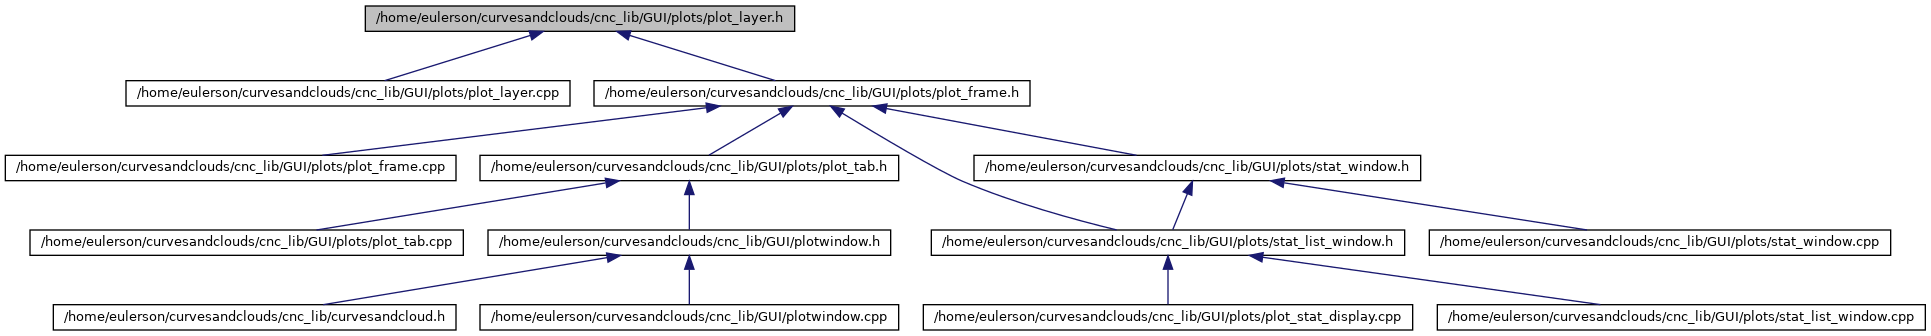 /home/eulerson/curvesandclouds/cnc_lib/GUI/plots/plot_layer.h
/home/eulerson/curvesandclouds/cnc_lib/GUI/plots/plot_layer.cpp
/home/eulerson/curvesandclouds/cnc_lib/GUI/plots/plot_frame.h
/home/eulerson/curvesandclouds/cnc_lib/GUI/plots/plot_frame.cpp
/home/eulerson/curvesandclouds/cnc_lib/GUI/plots/plot_tab.h
/home/eulerson/curvesandclouds/cnc_lib/GUI/plots/stat_window.h
/home/eulerson/curvesandclouds/cnc_lib/GUI/plots/plot_tab.cpp
/home/eulerson/curvesandclouds/cnc_lib/GUI/plotwindow.h
/home/eulerson/curvesandclouds/cnc_lib/GUI/plots/stat_list_window.h
/home/eulerson/curvesandclouds/cnc_lib/GUI/plots/stat_window.cpp
/home/eulerson/curvesandclouds/cnc_lib/curvesandcloud.h
/home/eulerson/curvesandclouds/cnc_lib/GUI/plotwindow.cpp
/home/eulerson/curvesandclouds/cnc_lib/GUI/plots/plot_stat_display.cpp
/home/eulerson/curvesandclouds/cnc_lib/GUI/plots/stat_list_window.cpp